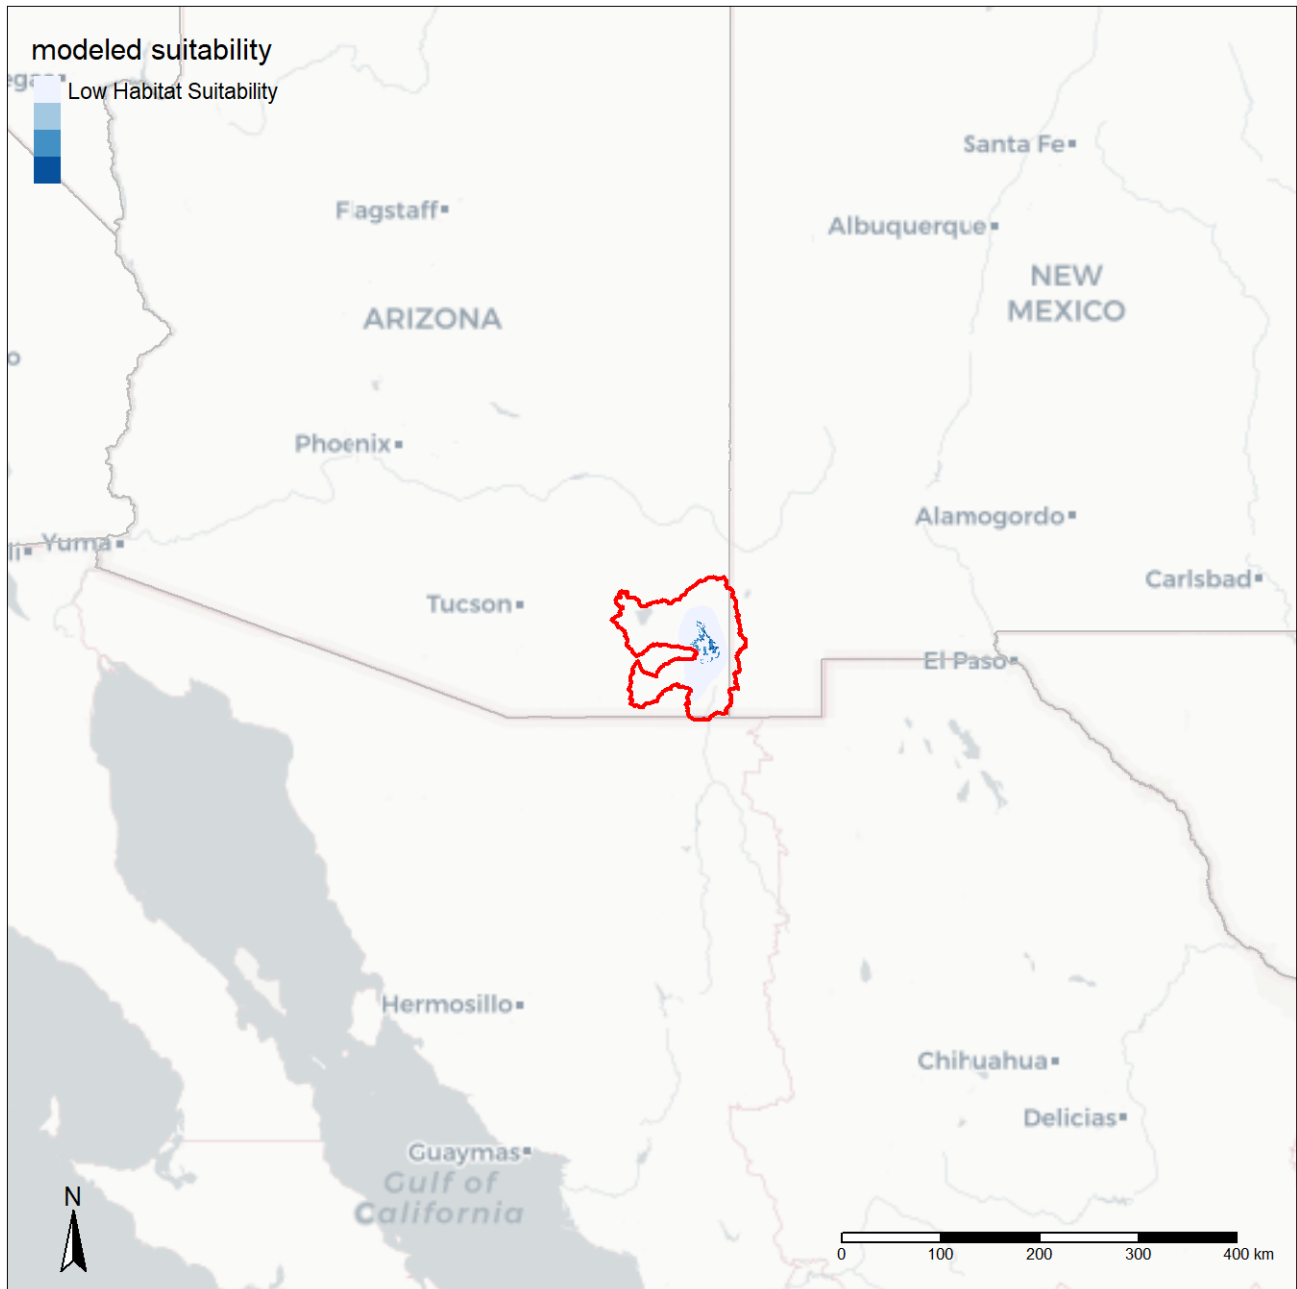 modeled suitability
Low Habitat Suitability
Santa Fe
Flagstaff
Albuquerque
NEW
MEXICO
ARIZONA
Phoenix
Alamogordo
Yuma
Carlsbad
Tucson
El Paso
Hermosillo
Chihuahua
Delicias
Guaymas
Gulf of
California
N
0 100 200 300 400 km